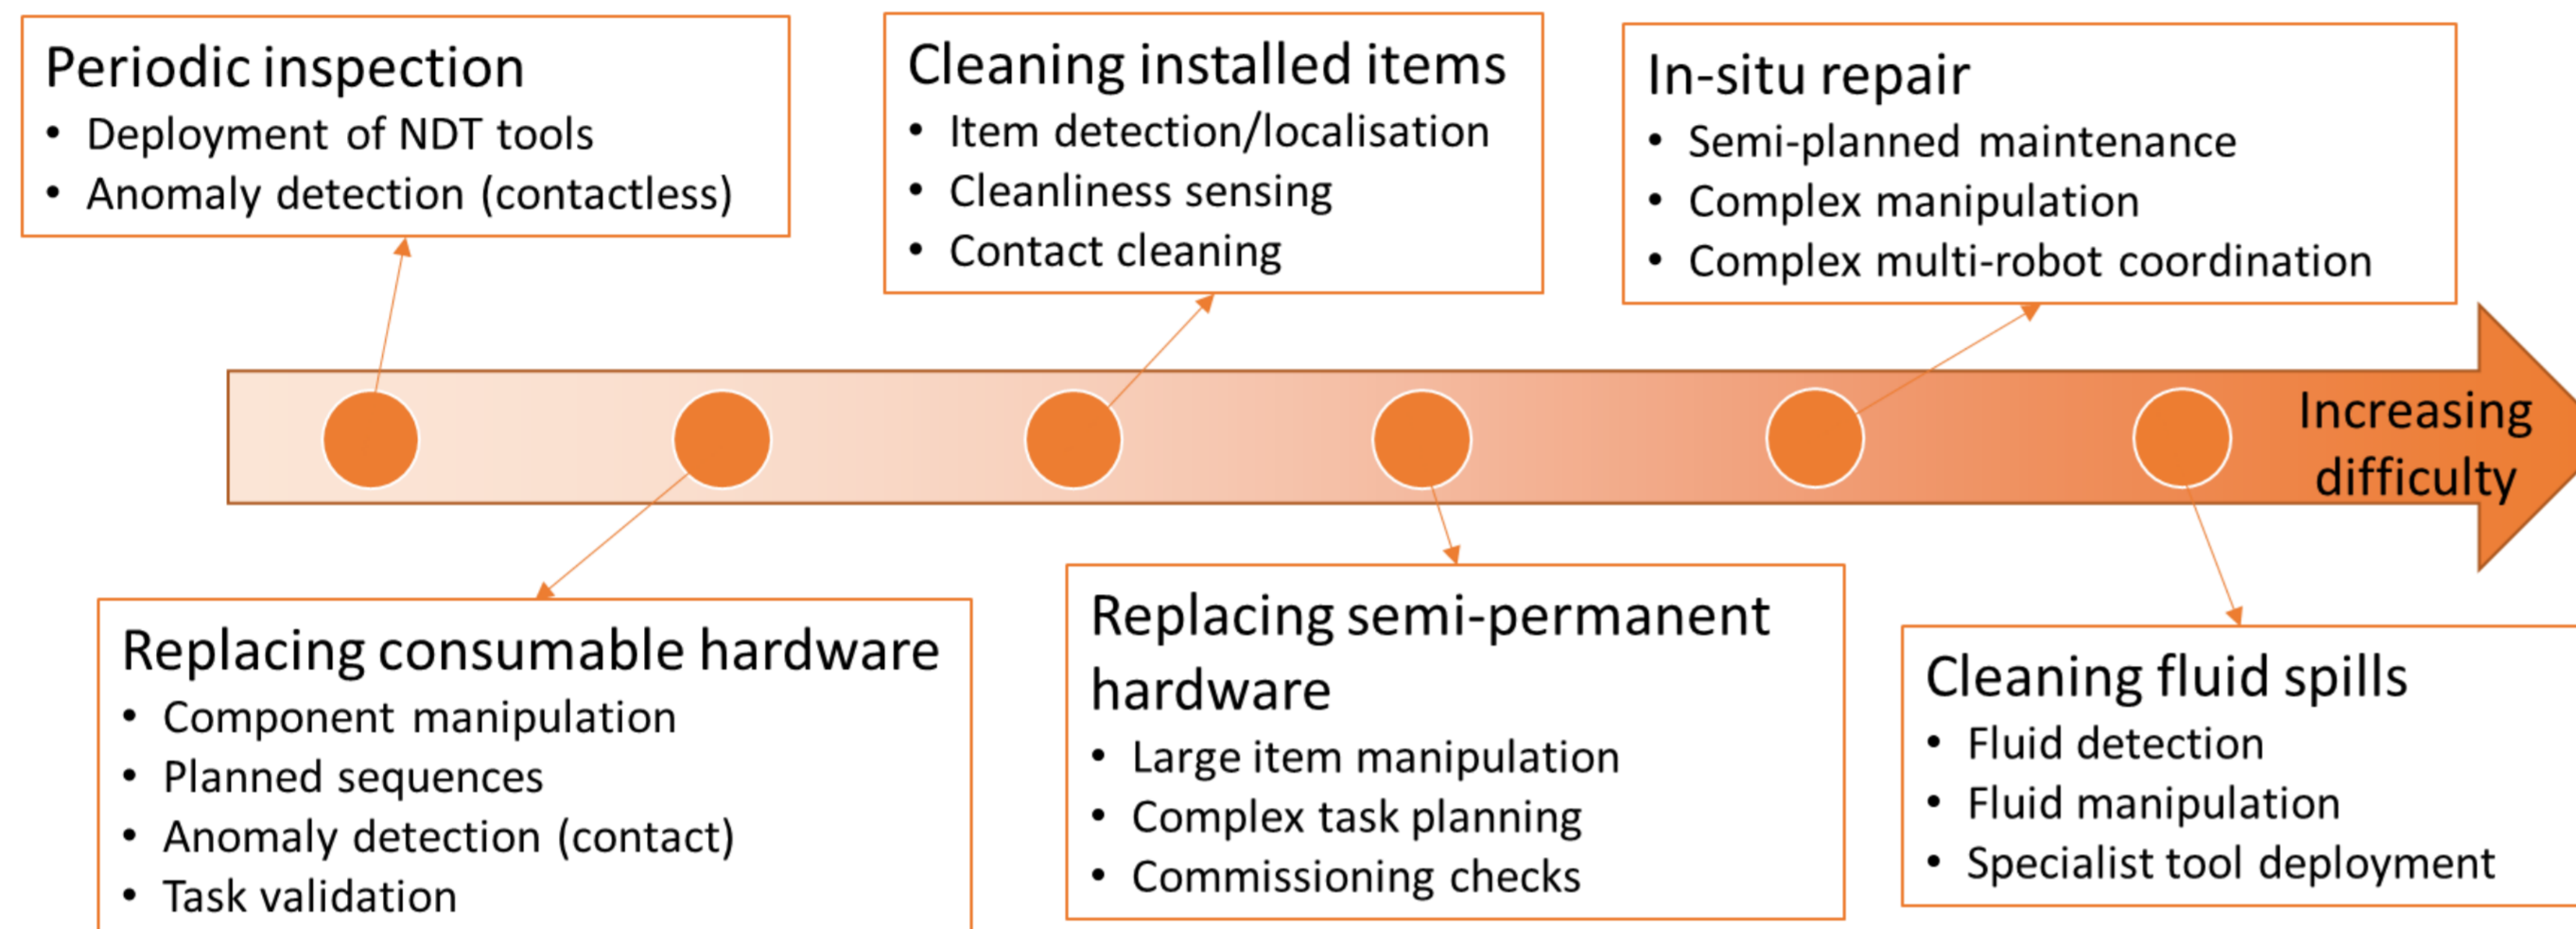 Periodic inspection
• Deployment of NDT tools
• Anomaly detection (contactless)
Cleaning installed items
• Item detection/localisation
• Cleanliness sensing
• Contact cleaning
In-situ repair
• Semi-planned maintenance
• Complex manipulation
• Complex multi-robot coordination
Increasing
difficulty
Replacing consumable hardware
• Component manipulation
• Planned sequences
• Anomaly detection (contact)
• Task validation
Replacing semi-permanent
hardware
• Large item manipulation
• Complex task planning
• Commissioning checks
Cleaning fluid spills
• Fluid detection
• Fluid manipulation
• Specialist tool deployment